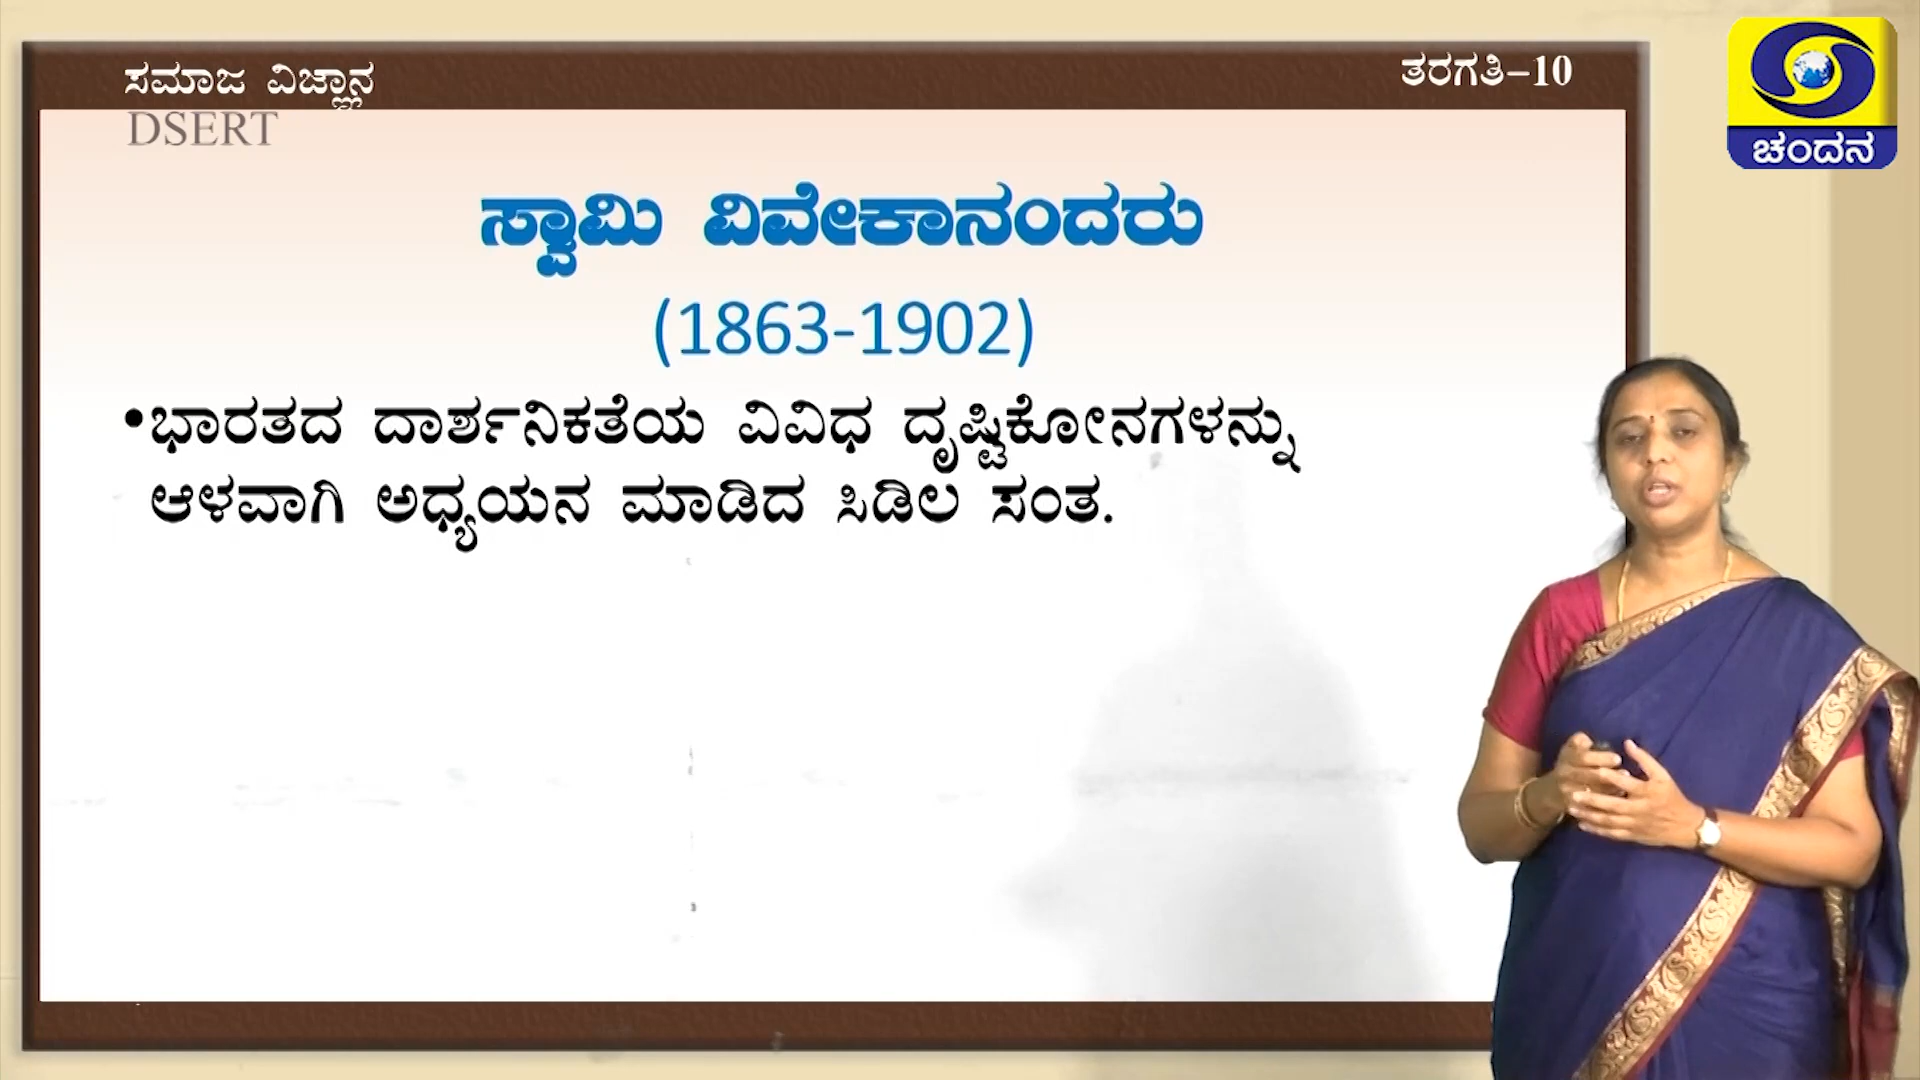 ಸಮಾಜ ವಿಜ್ಞಾನ
ತರಗತಿ-10
ಚಂದನ
DSERT
ಸ್ವಾಮಿ ವಿವೇಕಾನಂದರು
(1863-1902)
•ಭಾರತದ ದಾರ್ಶನಿಕತೆಯ ವಿವಿಧ ದೃಷ್ಟಿಕೋನಗಳನ್ನು
ಆಳವಾಗಿ ಅಧ್ಯಯನ ಮಾಡಿದ ಸಿಡಿಲ ಸಂತ.